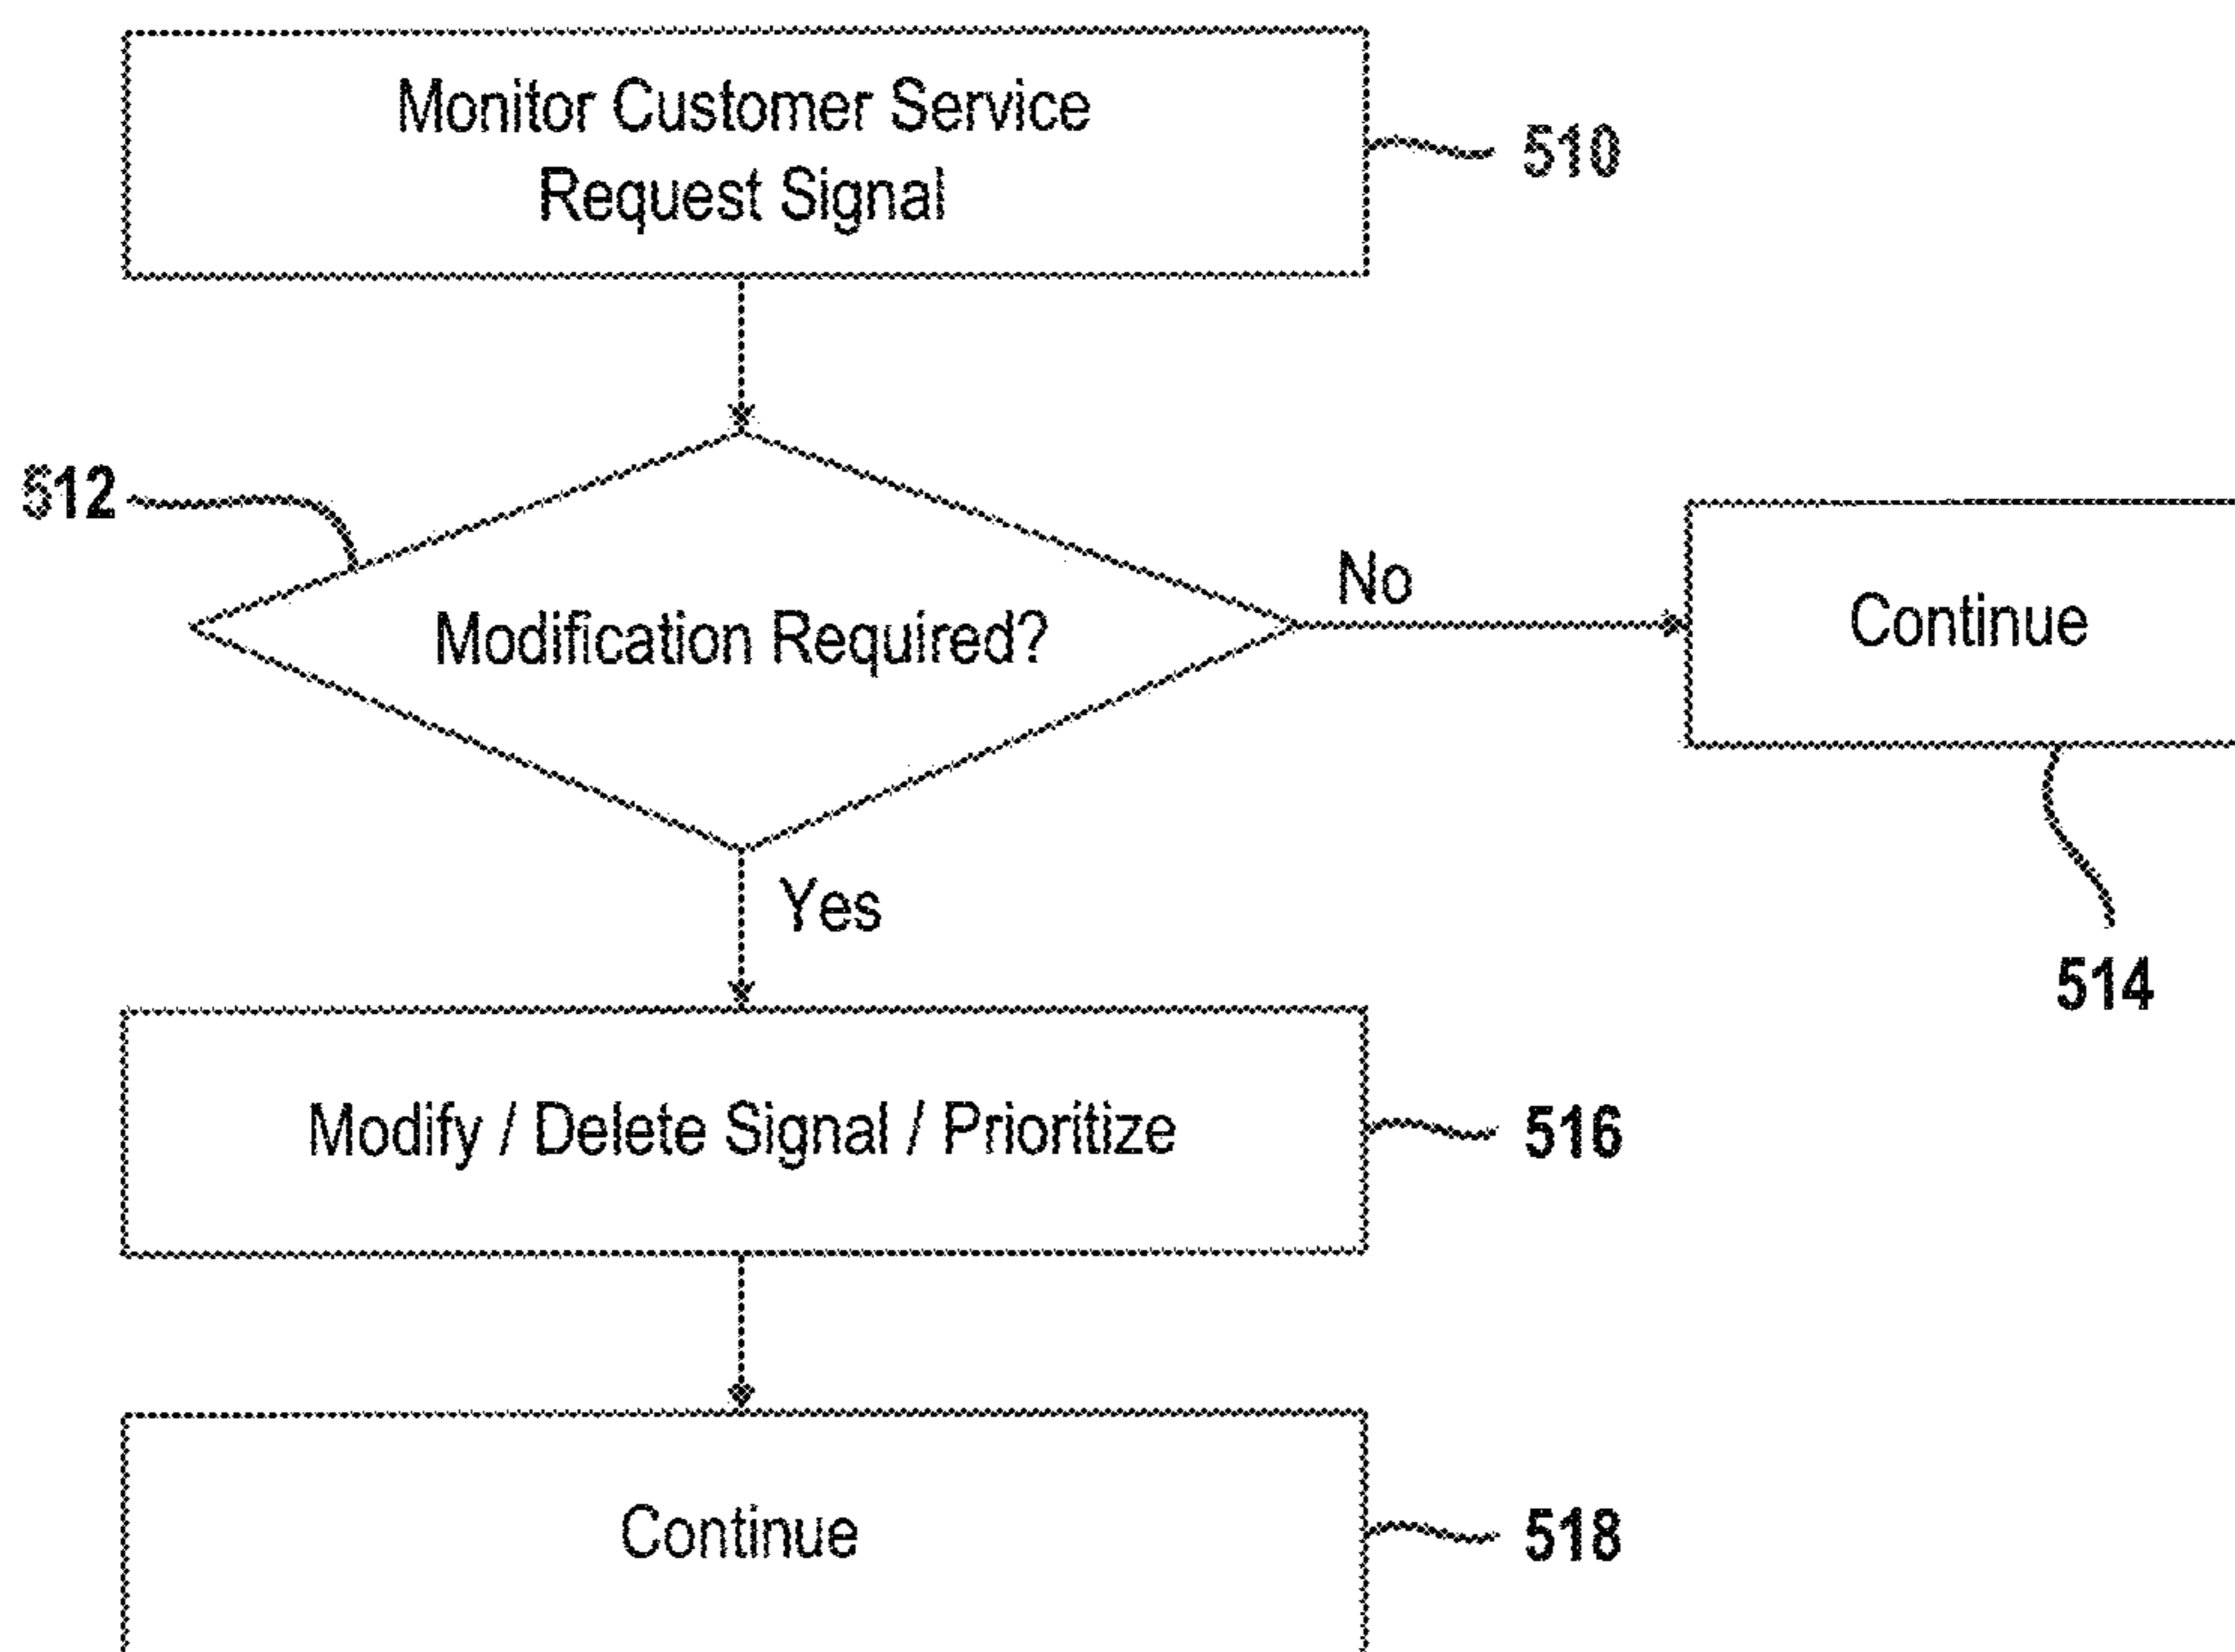 Monitor Customer Service
Request Signal
510
512
Modification Required?
No
Continue
514
Yes
Modify / Delete Signal / Prioritize
516
Continue
518